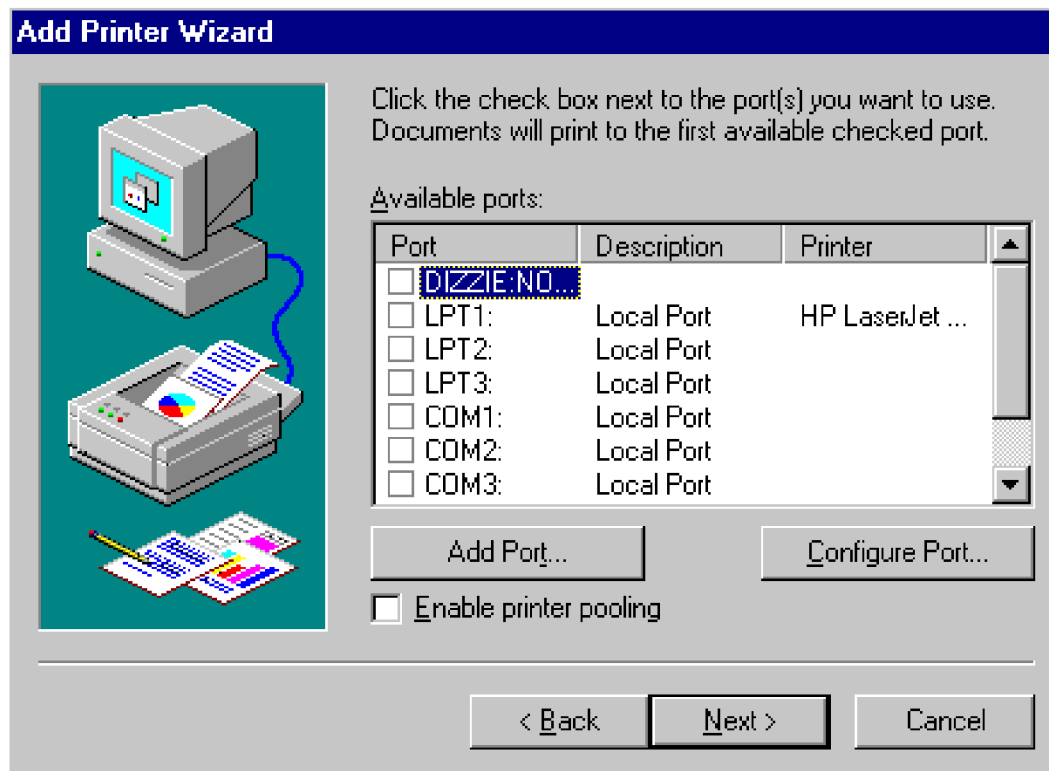 Add Printer Wizard
Click the check box next to the port(s) you want to use.
Documents will print to the first available checked port.
Available ports:
Port Description Printer
DIZZIE:NO...
LPT1: Local Port HP LaserJet ...
LPT2: Local Port
LPT3: Local Port
COM1: Local Port
COM2: Local Port
COM3: Local Port
Add Port... Configure Port...
Enable printer pooling
< Back Next > Cancel